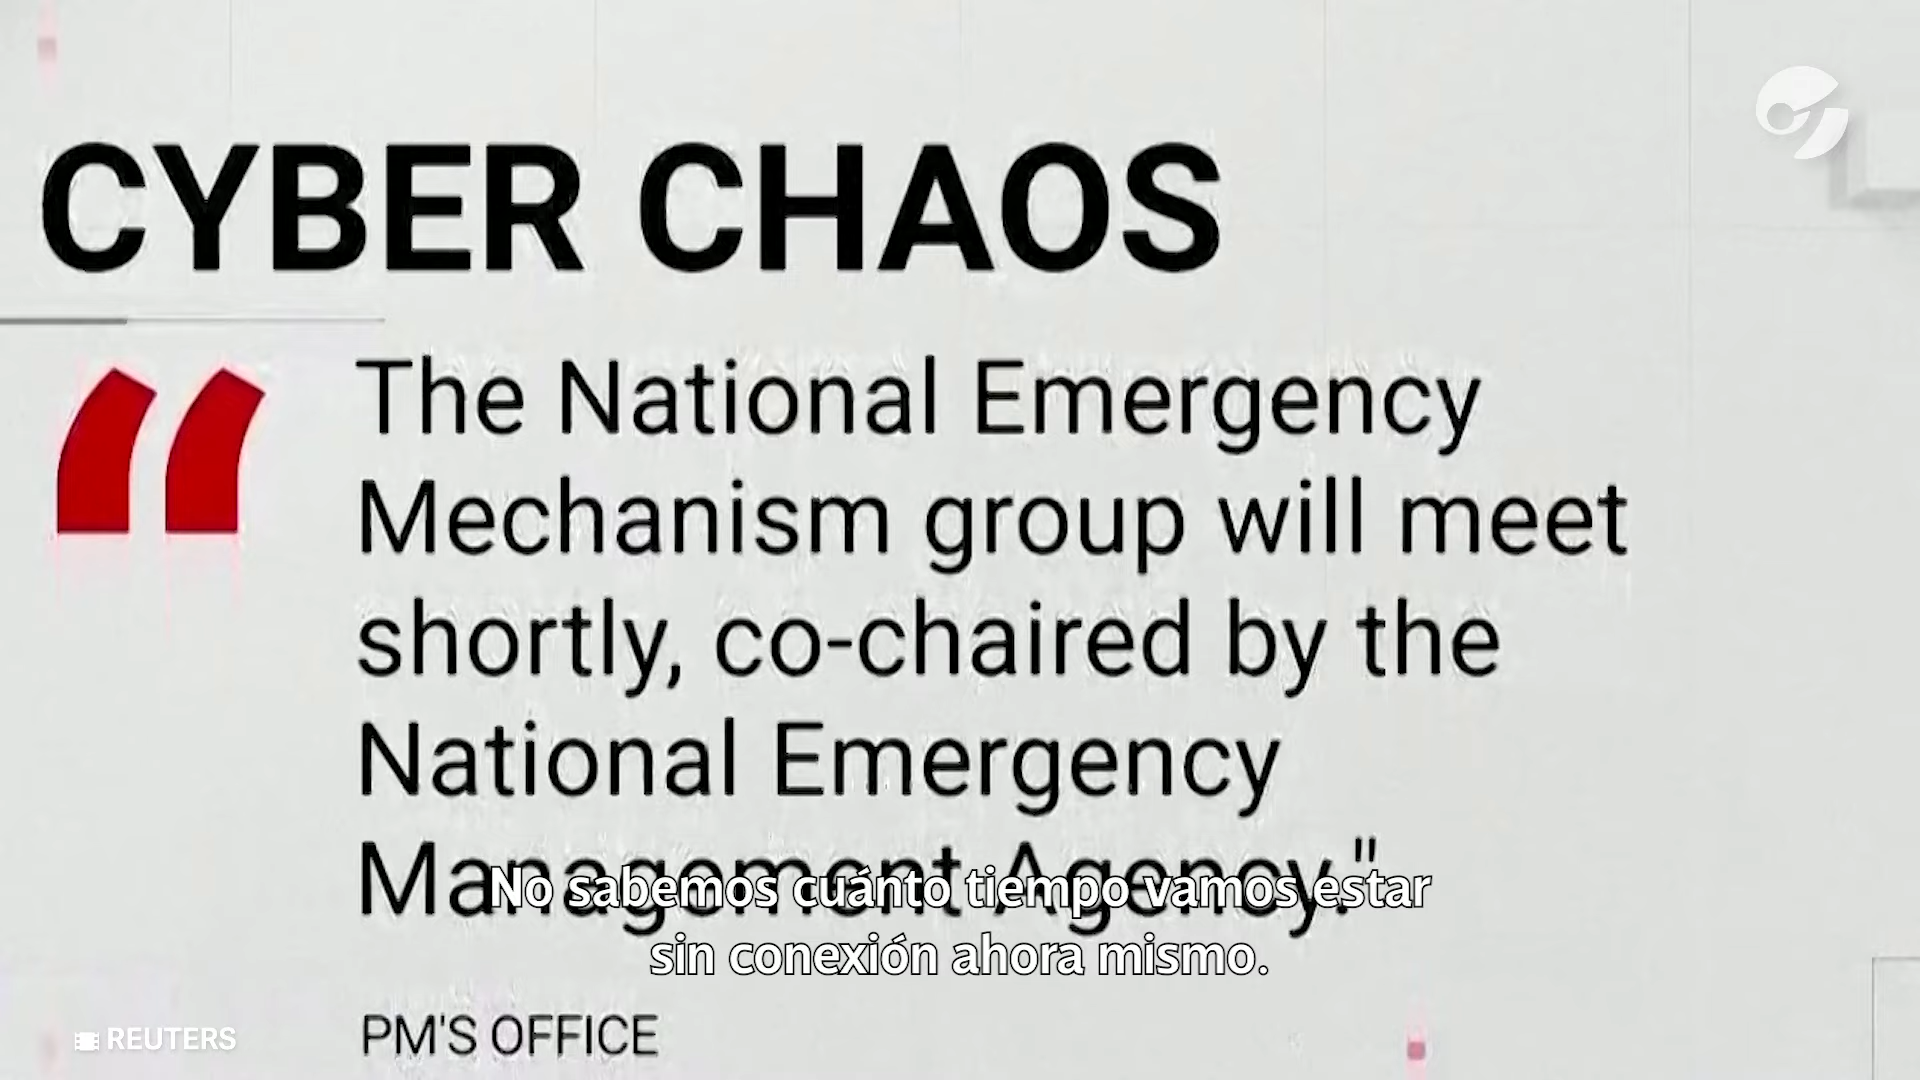 CYBER CHAOS
“
The National Emergency
Mechanism group will meet
shortly, co-chaired by the
National Emergency
Management Agency."
No sabemos cuánto tiempo vamos estar
sin conexión ahora mismo.
PM'S OFFICE
REUTERS